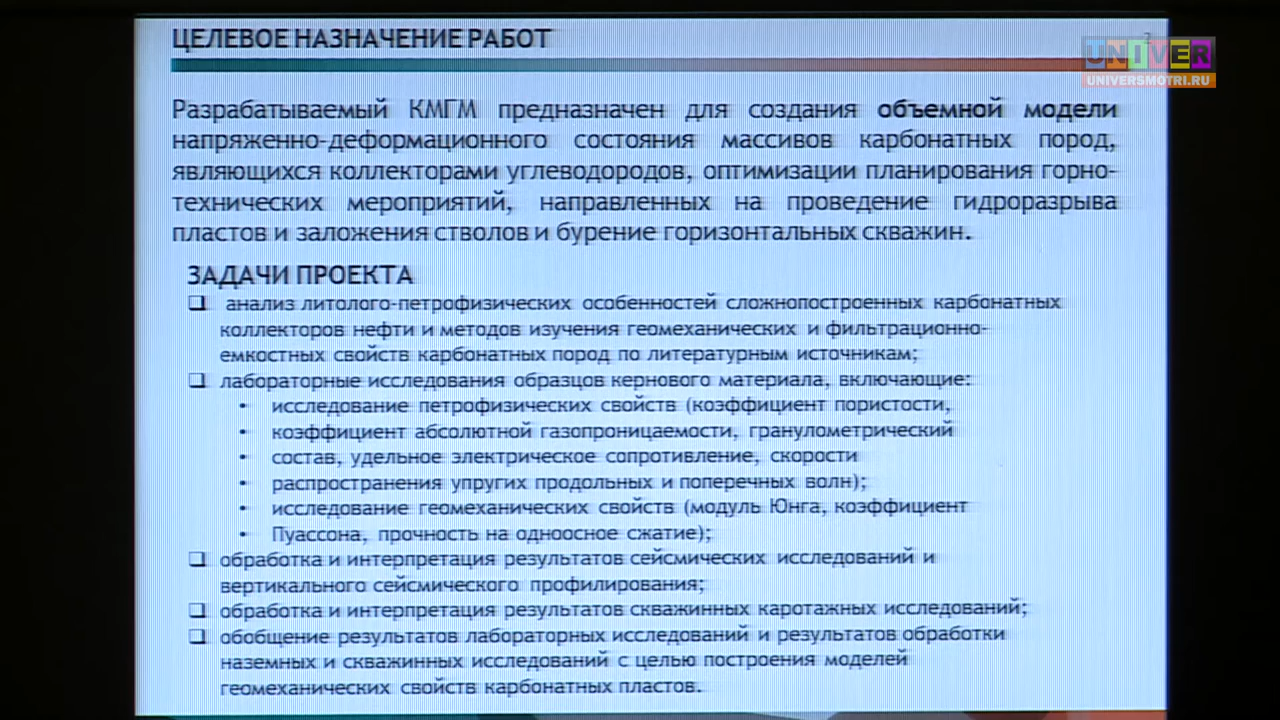 ЦЕЛЕВОЕ НАЗНАЧЕНИЕ РАБОТ
2
UNIVER
UNIVERSMOTRI.RU
Разрабатываемый КМГМ предназначен для создания объемной модели
напряженно-деформационного состояния массивов карбонатных пород,
являющихся коллекторами углеводородов, оптимизации планирования горно-
технических мероприятий, направленных на проведение гидроразрыва
пластов и заложения стволов и бурение горизонтальных скважин.
ЗАДАЧИ ПРОЕКТА
❑ анализ литолого-петрофизических особенностей сложнопостроенных карбонатных
коллекторов нефти и методов изучения геомеханических и фильтрационно-
емкостных свойств карбонатных пород по литературным источникам;
❑ лабораторные исследования образцов кернового материала, включающие:
• исследование петрофизических свойств (коэффициент пористости,
• коэффициент абсолютной газопроницаемости, гранулометрический
• состав, удельное электрическое сопротивление, скорости
• распространения упругих продольных и поперечных волн);
• исследование геомеханических свойств (модуль Юнга, коэффициент
• Пуассона, прочность на одноосное сжатие);
❑ обработка и интерпретация результатов сейсмических исследований и
вертикального сейсмического профилирования;
❑ обработка и интерпретация результатов скважинных каротажных исследований;
❑ обобщение результатов лабораторных исследований и результатов обработки
наземных и скважинных исследований с целью построения моделей
геомеханических свойств карбонатных пластов.